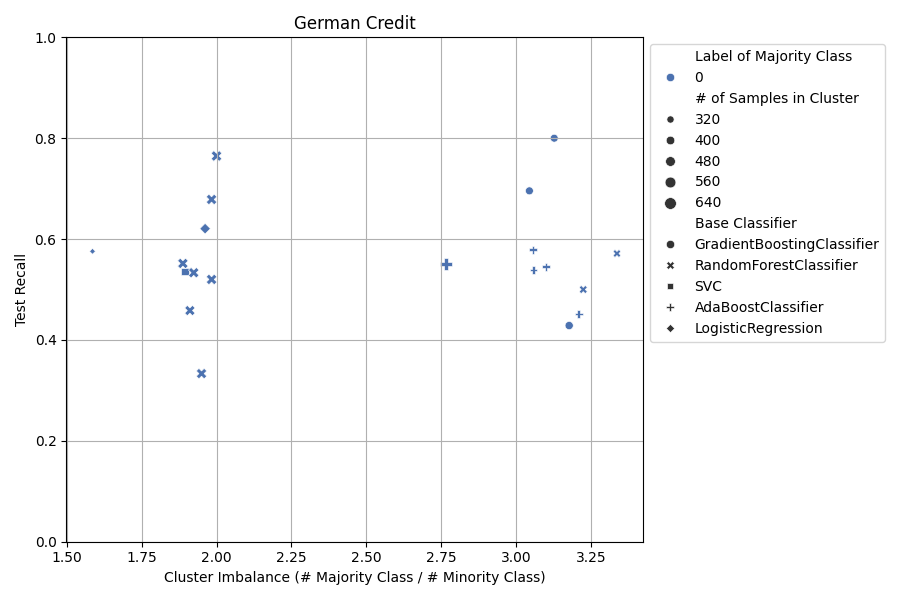 German Credit
1.0
0.8
0.6
0.4
0.2
0.0
Test Recall
1.50 1.75 2.00 2.25 2.50 2.75 3.00 3.25
Cluster Imbalance (# Majority Class / # Minority Class)
Label of Majority Class
0
# of Samples in Cluster
320
400
480
560
640
Base Classifier
GradientBoostingClassifier
RandomForestClassifier
SVC
AdaBoostClassifier
LogisticRegression